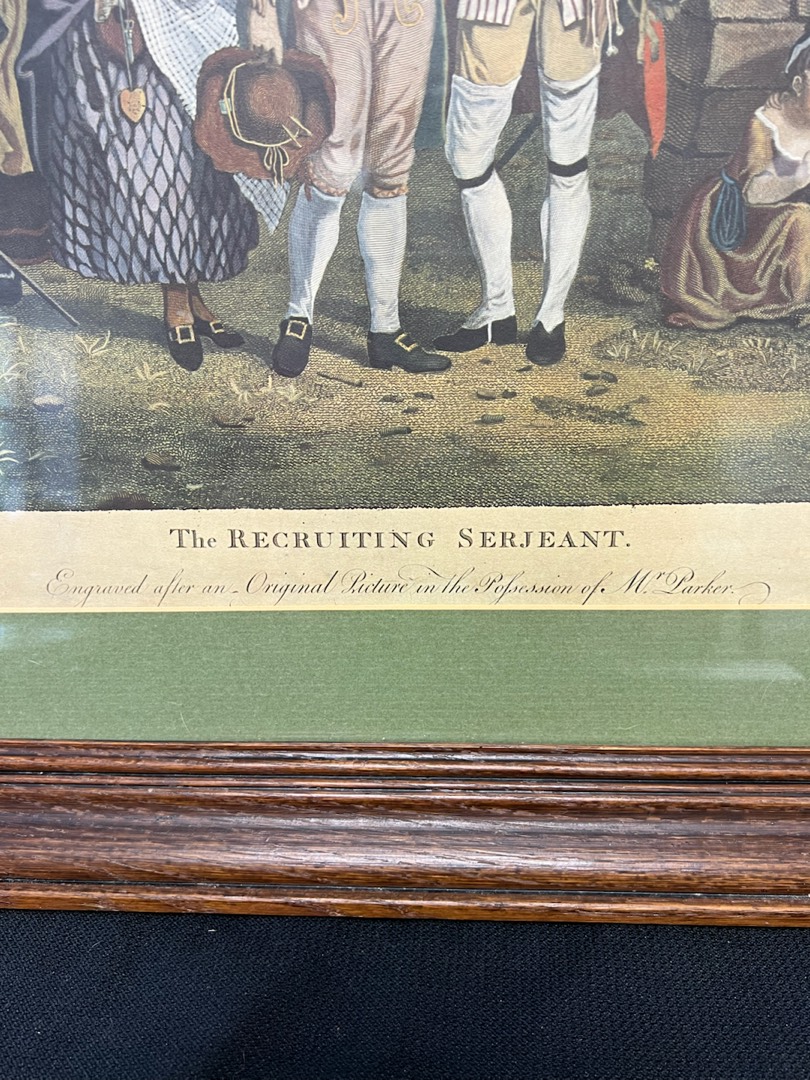 The RECRUITING SERJEANT.
Engraved after an Original Picture in the Poſsession of Mr. Parker.